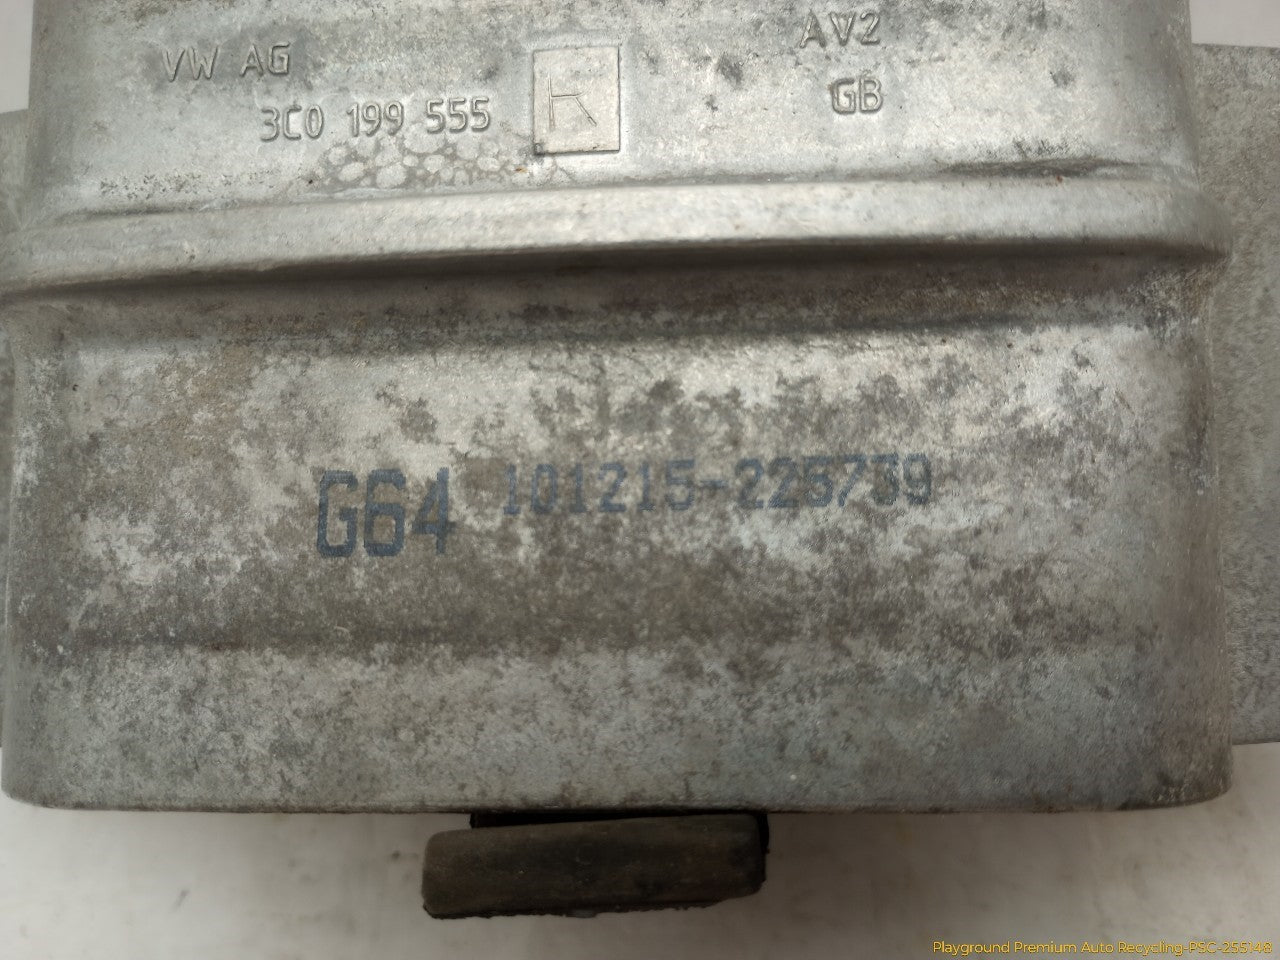 VW AG
3C0 199 555
K
AV2
GB
G64 101215-225739
Playground Premium Auto Recycling-PSC-255148